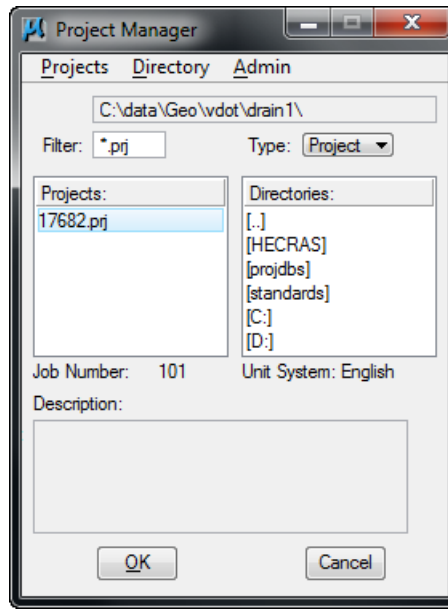 Project Manager
Projects Directory Admin
C:\data\Geo\vdot\drain1\
Filter: *.prj Type: Project
Projects: Directories:
17682.prj [..]
[HECRAS]
[projdbs]
[standards]
[C:]
[D:]
Job Number: 101 Unit System: English
Description:
OK Cancel